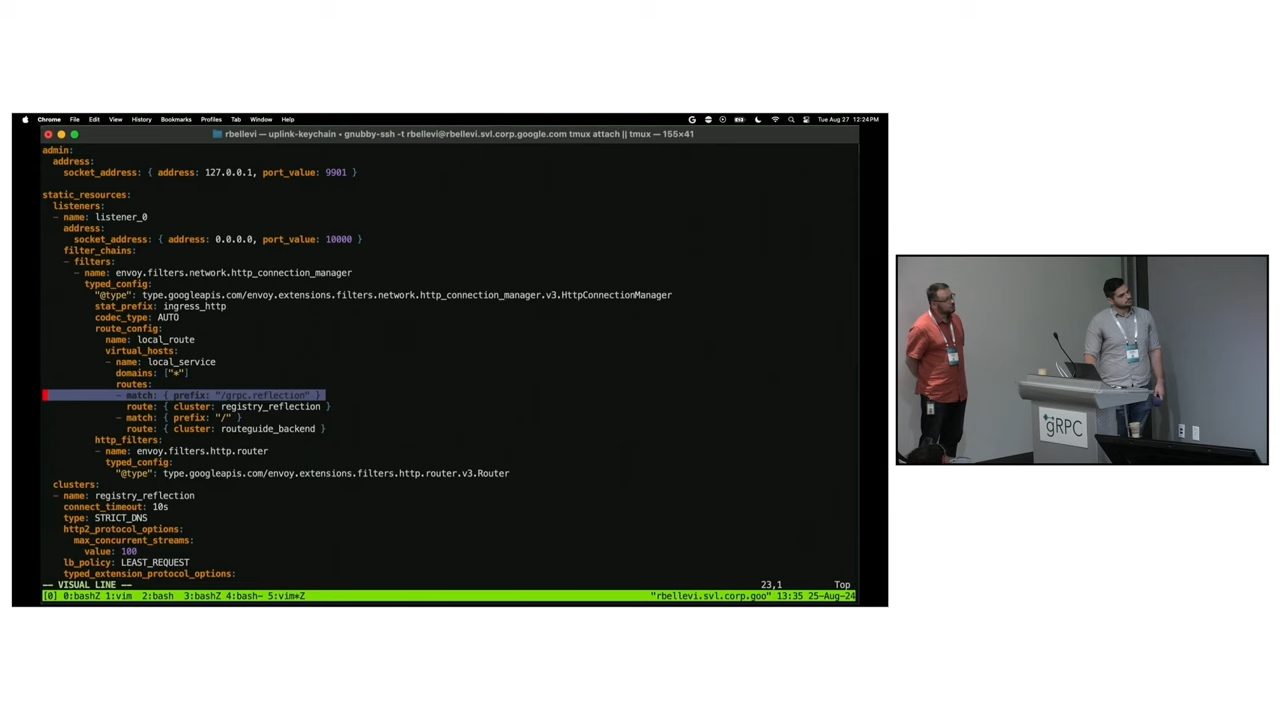 Chrome File Edit View History Bookmarks Profiles Tab Window Help Tue Aug 27 12:24PM
rbellevi — uplink-keychain • gnubby-ssh -t rbellevi@rbellevi.svl.corp.google.com tmux attach || tmux — 155×41
admin:
address:
socket_address: { address: 127.0.0.1, port_value: 9901 }
static_resources:
listeners:
- name: listener_0
address:
socket_address: { address: 0.0.0.0, port_value: 10000 }
filter_chains:
- filters:
- name: envoy.filters.network.http_connection_manager
typed_config:
"@type": type.googleapis.com/envoy.extensions.filters.network.http_connection_manager.v3.HttpConnectionManager
stat_prefix: ingress_http
codec_type: AUTO
route_config:
name: local_route
virtual_hosts:
- name: local_service
domains: ["*"]
routes:
- match: { prefix: "/grpc.reflection" }
route: { cluster: registry_reflection }
- match: { prefix: "/" }
route: { cluster: routeguide_backend }
http_filters:
- name: envoy.filters.http.router
typed_config:
"@type": type.googleapis.com/envoy.extensions.filters.http.router.v3.Router
clusters:
- name: registry_reflection
connect_timeout: 10s
type: STRICT_DNS
http2_protocol_options:
max_concurrent_streams:
value: 100
lb_policy: LEAST_REQUEST
typed_extension_protocol_options:
-- VISUAL LINE -- 23,1 Top
[0] 0:bashZ 1:vim 2:bash 3:bashZ 4:bash- 5:vim*Z "rbellevi.svl.corp.goo" 13:35 25-Aug-24
gRPC